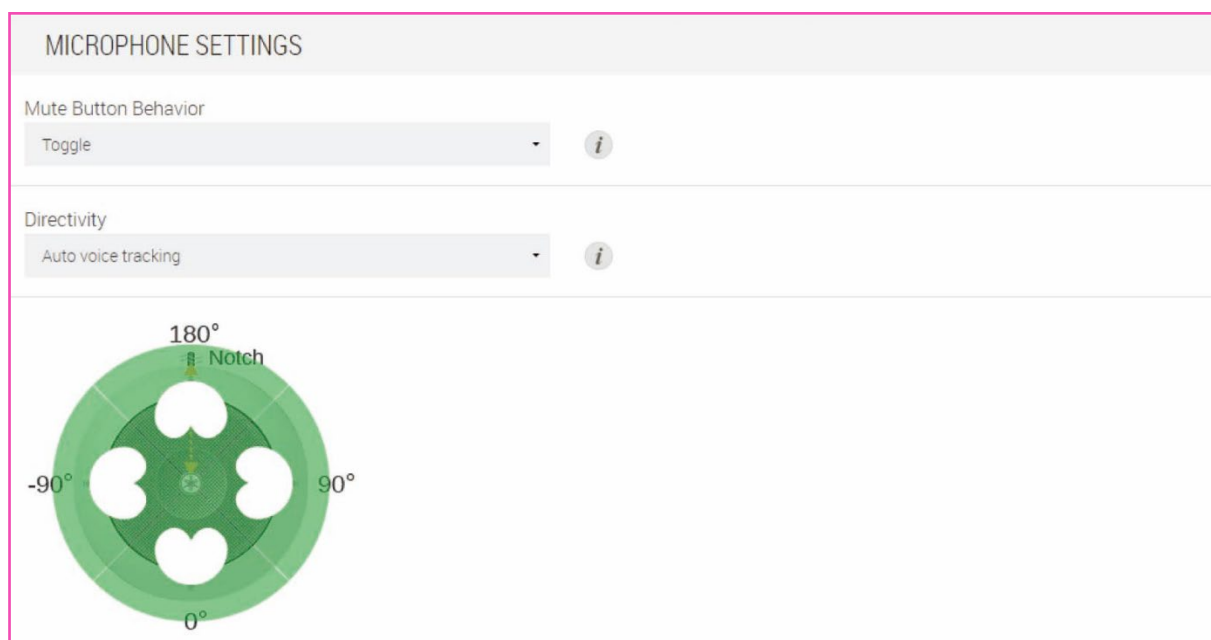 MICROPHONE SETTINGS
Mute Button Behavior
Toggle
i
Directivity
Auto voice tracking
i
180°
Notch
-90°
90°
0°